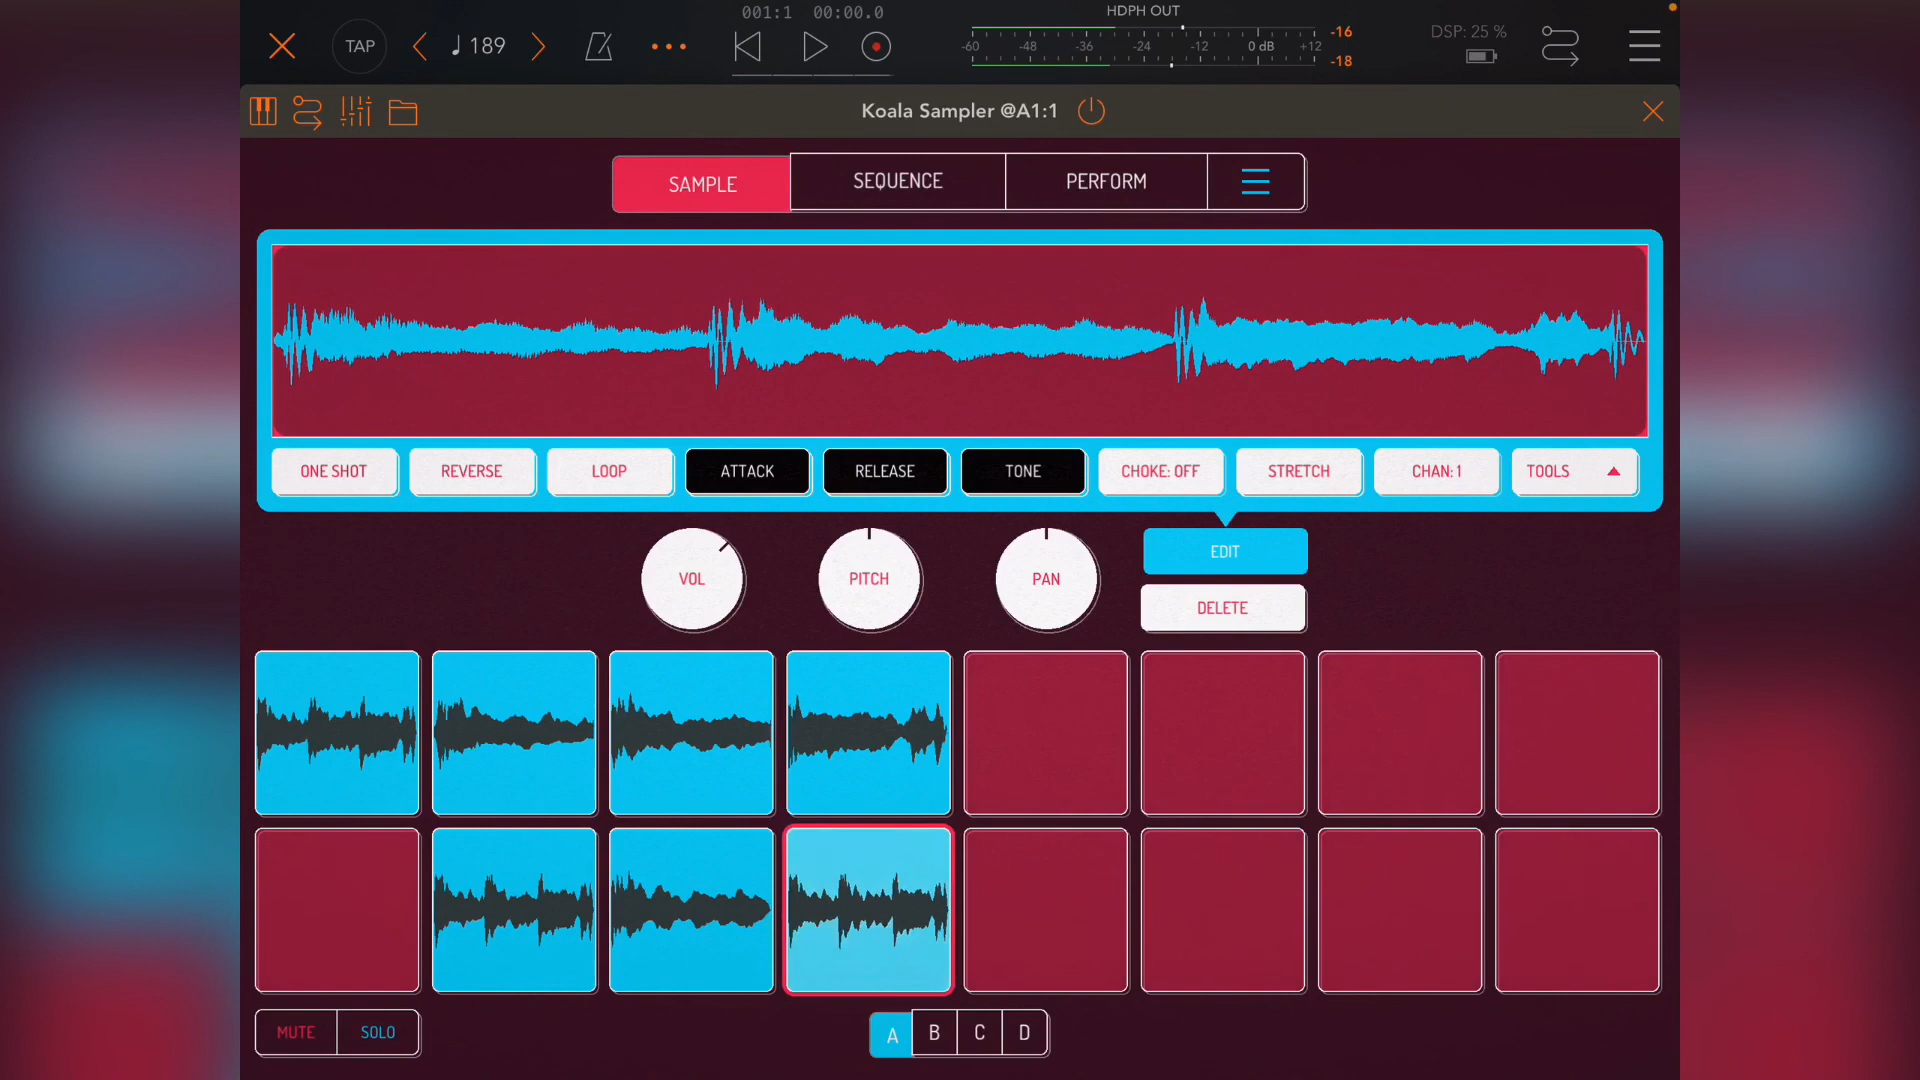 001:1 00:00.0
HDPH OUT
TAP 189
-60 -48 -36 -24 -12 0 dB +12
-16
-18
DSP: 25 %
Koala Sampler @A1:1
SAMPLE SEQUENCE PERFORM
ONE SHOT REVERSE LOOP ATTACK RELEASE TONE CHOKE: OFF STRETCH CHAN: 1 TOOLS
VOL PITCH PAN EDIT
DELETE
MUTE SOLO A B C D